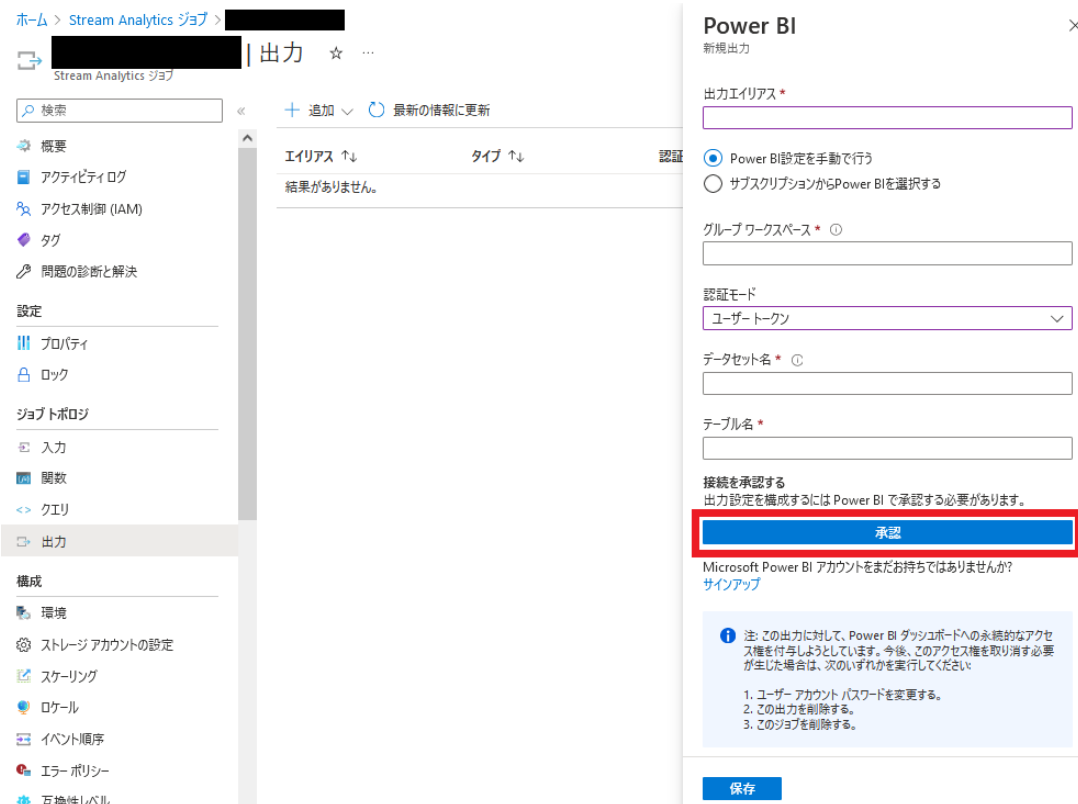 ホーム > Stream Analytics ジョブ >
| 出力 ☆ …
Stream Analytics ジョブ
検索
«
概要
アクティビティ ログ
アクセス制御 (IAM)
タグ
問題の診断と解決
設定
プロパティ
ロック
ジョブ トポロジ
入力
関数
クエリ
出力
構成
環境
ストレージ アカウントの設定
スケーリング
ロケール
イベント順序
エラー ポリシー
互換性レベル
追加 最新の情報に更新
エイリアス ↑↓ タイプ ↑↓ 認証
結果がありません。
Power BI
新規出力
出力エイリアス *
Power BI設定を手動で行う
サブスクリプションからPower BIを選択する
グループ ワークスペース *
認証モード
ユーザー トークン
データセット名 *
テーブル名 *
接続を承認する
出力設定を構成するには Power BI で承認する必要があります。
承認
Microsoft Power BI アカウントをまだお持ちではありませんか?
サインアップ
注: この出力に対して、Power BI ダッシュボードへの永続的なアクセ
ス権を付与しようとしています。今後、このアクセス権を取り消す必要
が生じた場合は、次のいずれかを実行してください:
1. ユーザー アカウント パスワードを変更する。
2. この出力を削除する。
3. このジョブを削除する。
保存